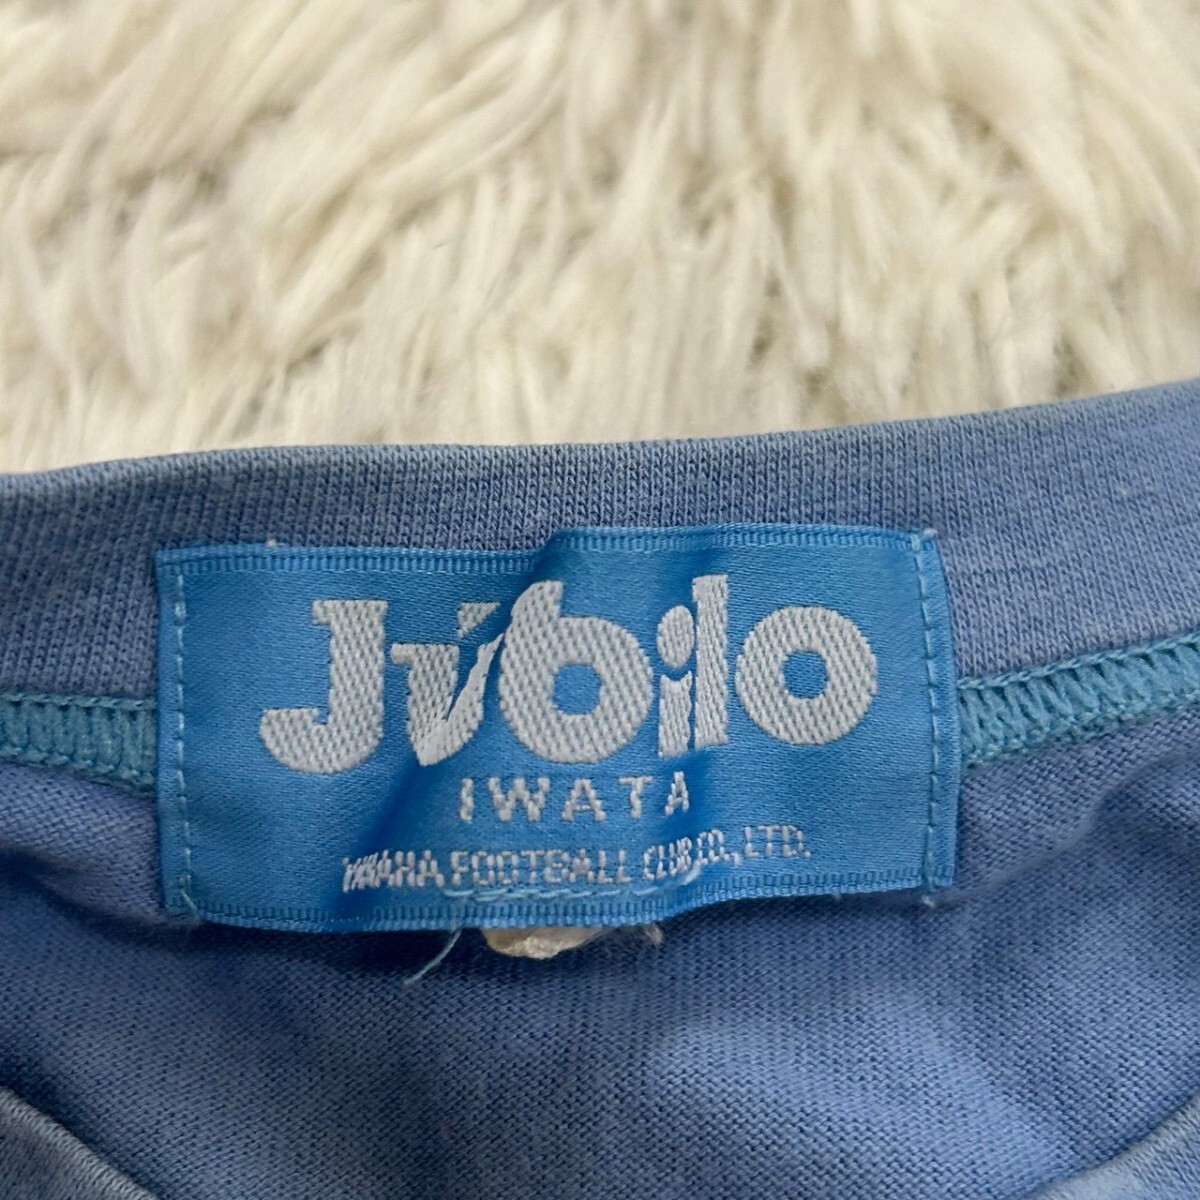 Júbilo
IWATA
YAMAHA FOOTBALL CLUB CO., LTD.